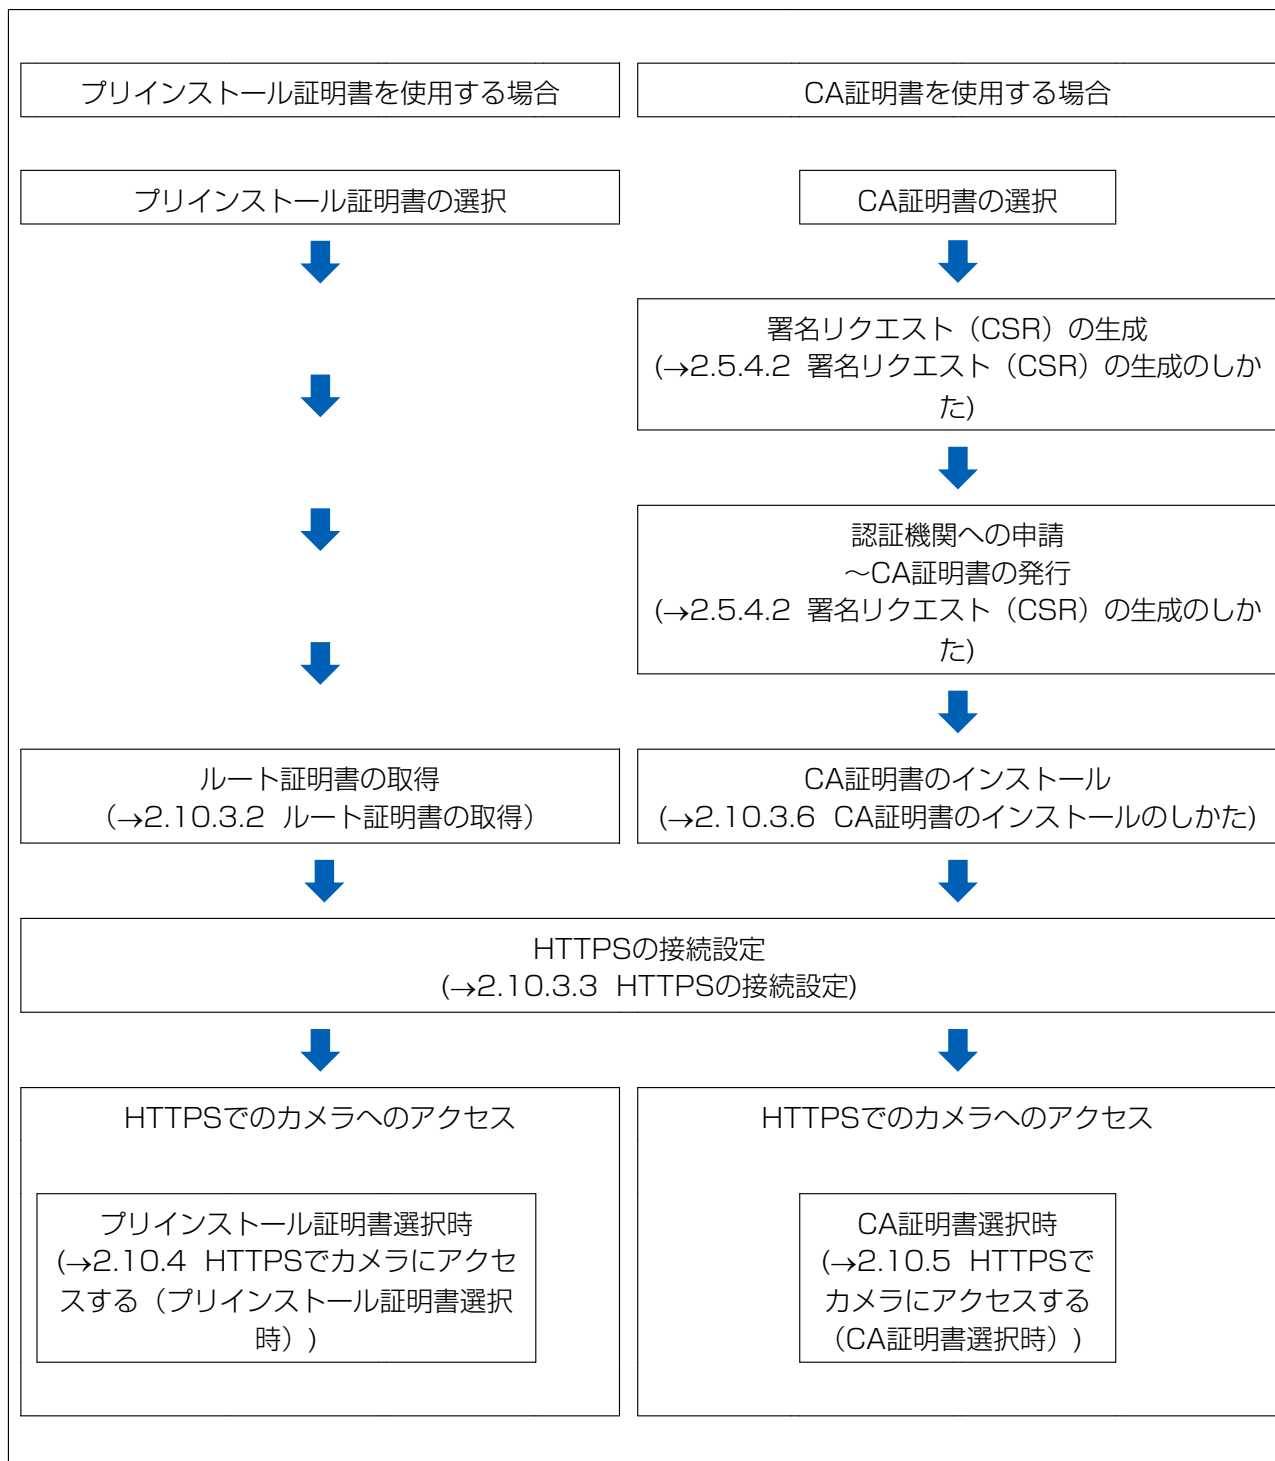 プリインストール証明書を使用する場合
CA証明書を使用する場合
プリインストール証明書の選択
CA証明書の選択
署名リクエスト（CSR）の生成
(→2.5.4.2 署名リクエスト（CSR）の生成のしか
た)
認証機関への申請
～CA証明書の発行
(→2.5.4.2 署名リクエスト（CSR）の生成のしか
た)
ルート証明書の取得
（→2.10.3.2 ルート証明書の取得）
CA証明書のインストール
(→2.10.3.6 CA証明書のインストールのしかた)
HTTPSの接続設定
(→2.10.3.3 HTTPSの接続設定)
HTTPSでのカメラへのアクセス
プリインストール証明書選択時
(→2.10.4 HTTPSでカメラにアクセ
スする（プリインストール証明書選択
時）)
HTTPSでのカメラへのアクセス
CA証明書選択時
(→2.10.5 HTTPSで
カメラにアクセスする
（CA証明書選択時）)